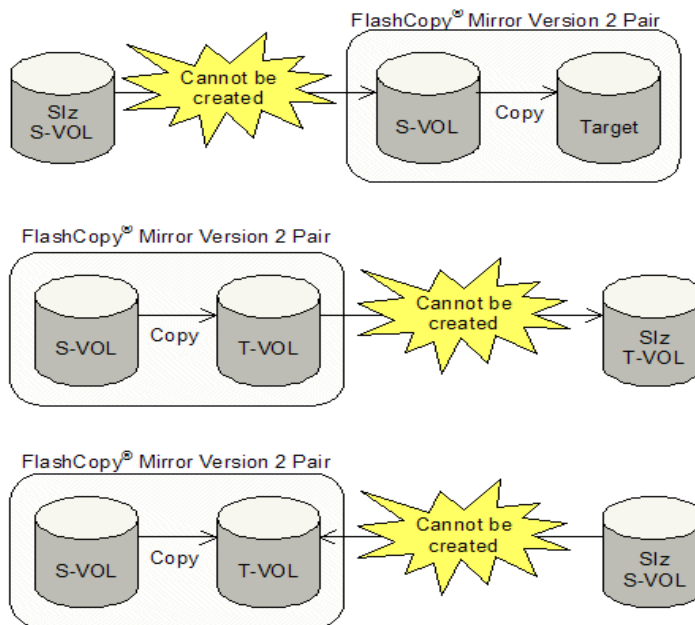 FlashCopy® Mirror Version 2 Pair
Cannot be
created
SIz
S-VOL
S-VOL
Copy
Target
FlashCopy® Mirror Version 2 Pair
S-VOL
Copy
T-VOL
Cannot be
created
SIz
T-VOL
FlashCopy® Mirror Version 2 Pair
S-VOL
Copy
T-VOL
Cannot be
created
SIz
S-VOL